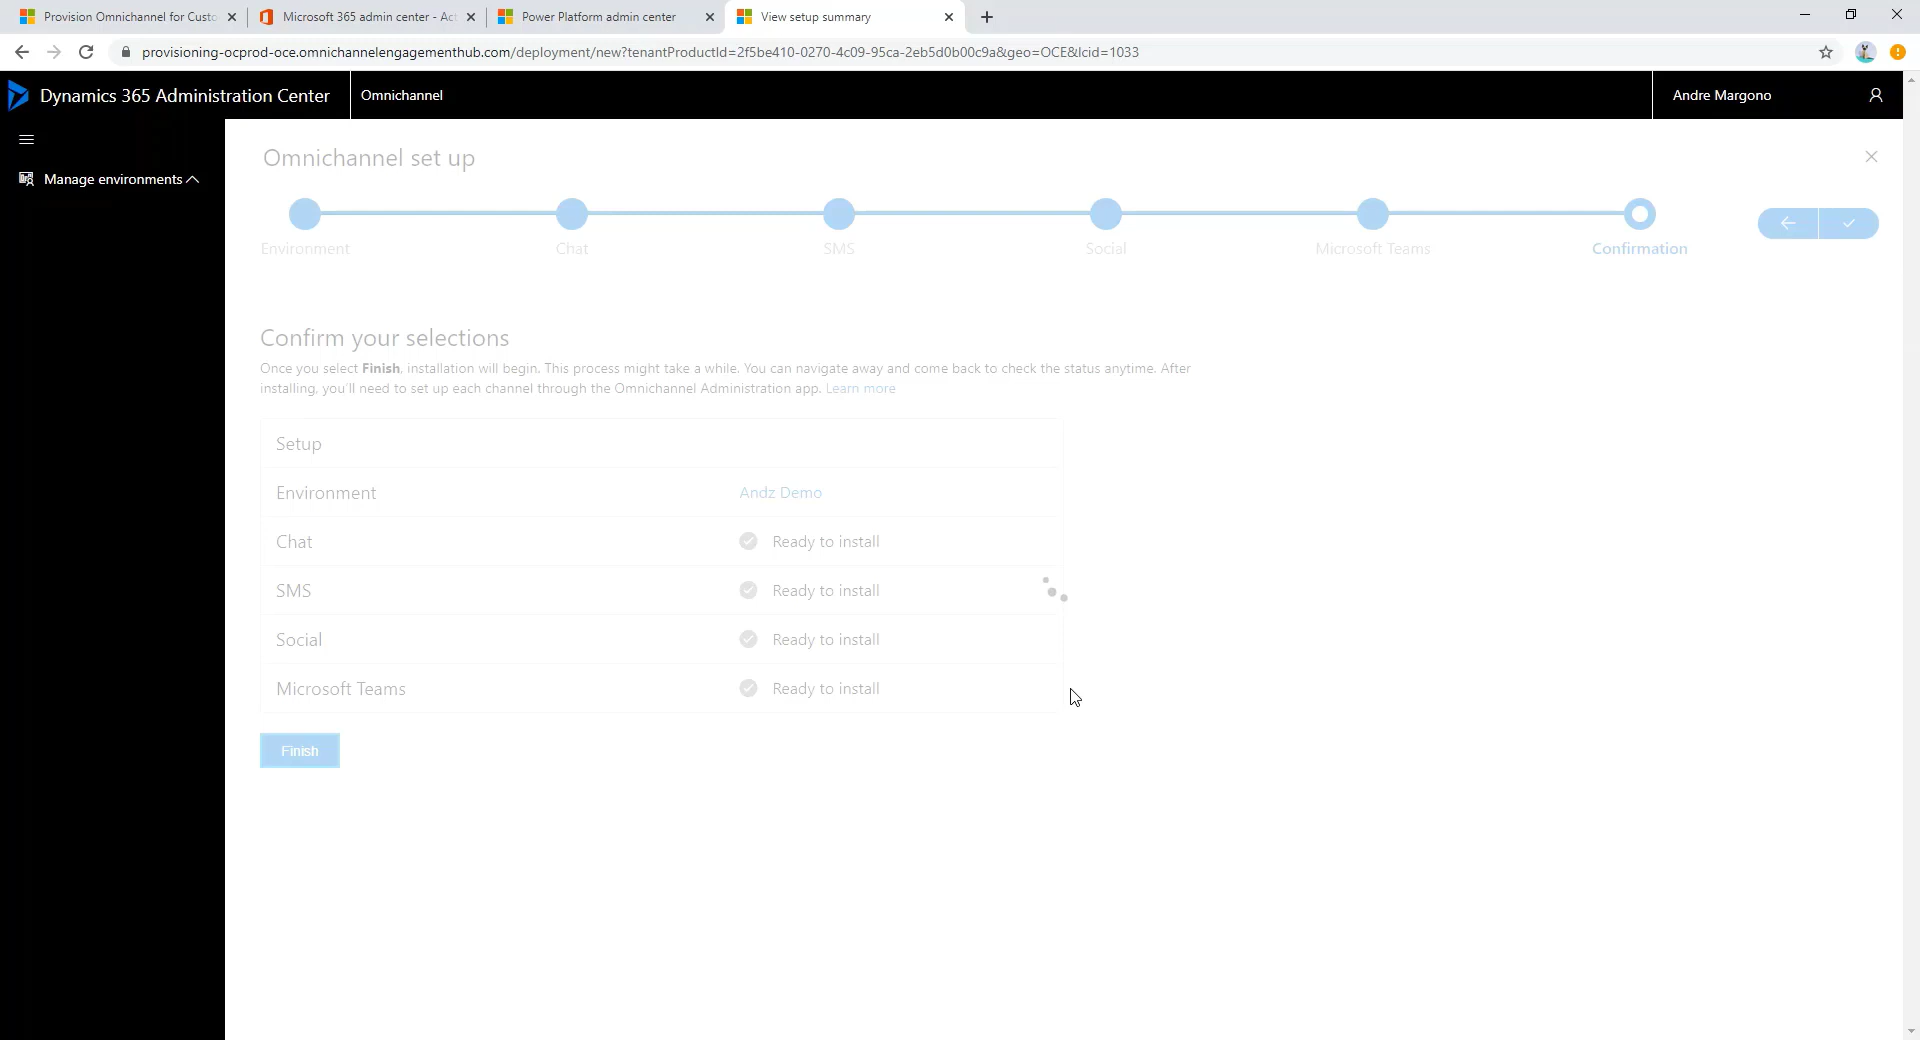 Provision Omnichannel for Custo
Microsoft 365 admin center - Act
Power Platform admin center
View setup summary
provisioning-ocprod-oce.omnichannelengagementhub.com/deployment/new?tenantProductId=2f5be410-0270-4c09-95ca-2eb5d0b00c9a&geo=OCE&lcid=1033
Dynamics 365 Administration Center
Omnichannel
Andre Margono
Manage environments
Omnichannel set up
Environment
Chat
SMS
Social
Microsoft Teams
Confirmation
Confirm your selections
Once you select Finish, installation will begin. This process might take a while. You can navigate away and come back to check the status anytime. After
installing, you'll need to set up each channel through the Omnichannel Administration app. Learn more
Setup
Environment Andz Demo
Chat Ready to install
SMS Ready to install
Social Ready to install
Microsoft Teams Ready to install
Finish